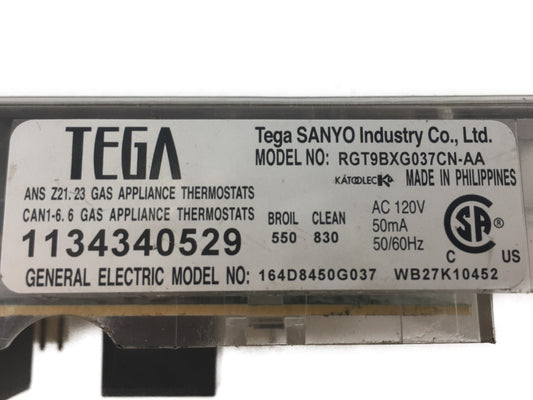 TEGA
Tega SANYO Industry Co., Ltd.
MODEL NO: RGT9BXG037CN-AA
KÁTOOLEC K
MADE IN PHILIPPINES
ANS Z21.23 GAS APPLIANCE THERMOSTATS
CAN1-6.6 GAS APPLIANCE THERMOSTATS
1134340529
BROIL CLEAN
550 830
AC 120V
50mA
50/60Hz
CSA®
C US
GENERAL ELECTRIC MODEL NO: 164D8450G037 WB27K10452